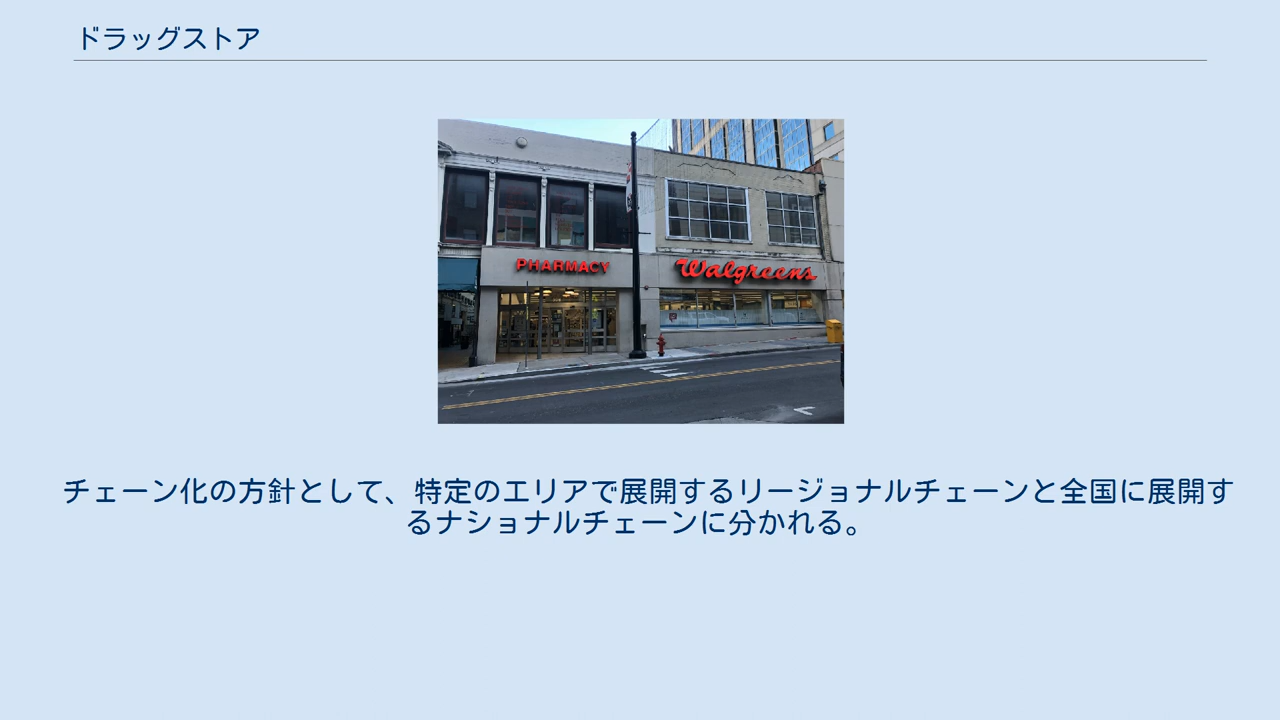 ドラッグストア
PHARMACY
Walgreens
チェーン化の方針として、特定のエリアで展開するリージョナルチェーンと全国に展開す
るナショナルチェーンに分かれる。